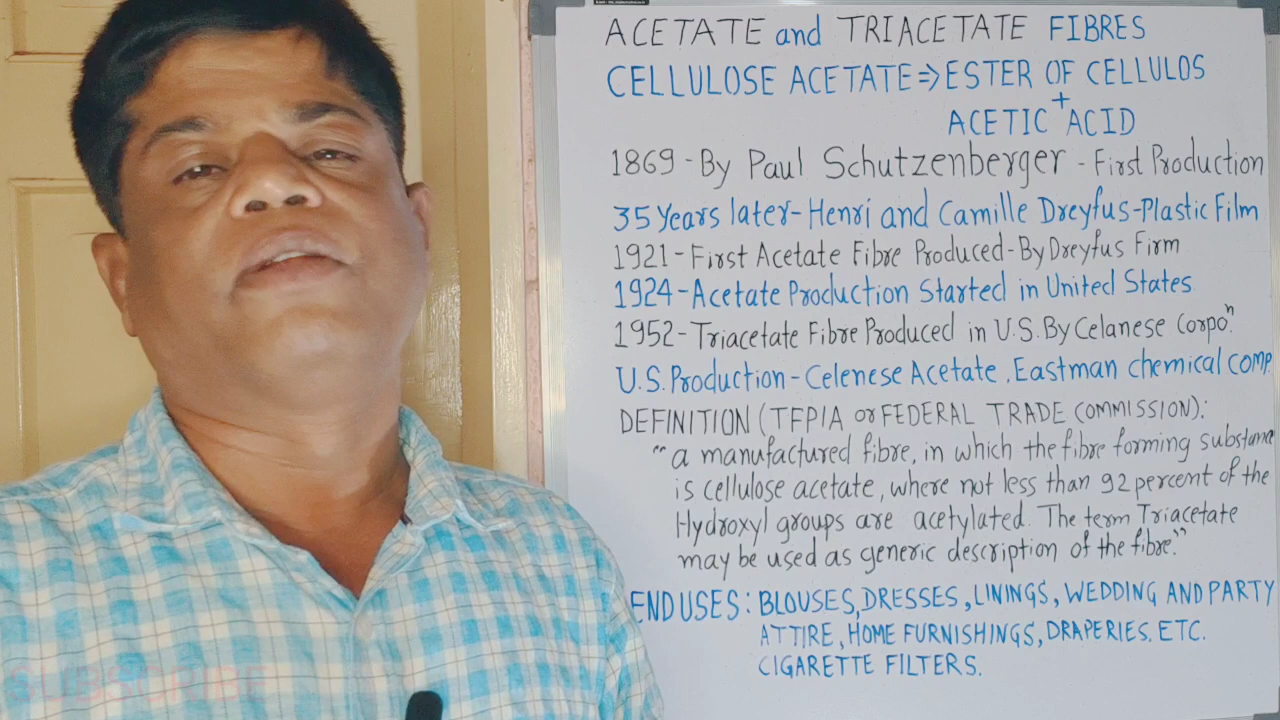 ACETATE and TRIACETATE FIBRES
CELLULOSE ACETATE⇒ESTER OF CELLULOS
+
ACETIC ACID
1869-By Paul Schutzenberger-First Production
35 Years later-Henri and Camille Dreyfus-Plastic Film
1921-First Acetate Fibre Produced-By Dreyfus Firm
1924-Acetate Production Started in United States
1952-Triacetate Fibre Produced in U.S. By Celanese Corpoⁿ.
U.S. Production-Celenese Acetate, Eastman chemical comp.
DEFINITION (TFPIA or FEDERAL TRADE COMMISSION):
"a manufactured fibre, in which the fibre forming substance
is cellulose acetate, where not less than 92 percent of the
Hydroxyl groups are acetylated. The term Triacetate
may be used as generic description of the fibre."
END USES: BLOUSES, DRESSES, LININGS, WEDDING AND PARTY
ATTIRE, HOME FURNISHINGS, DRAPERIES. ETC.
CIGARETTE FILTERS.
SUBSCRIBE